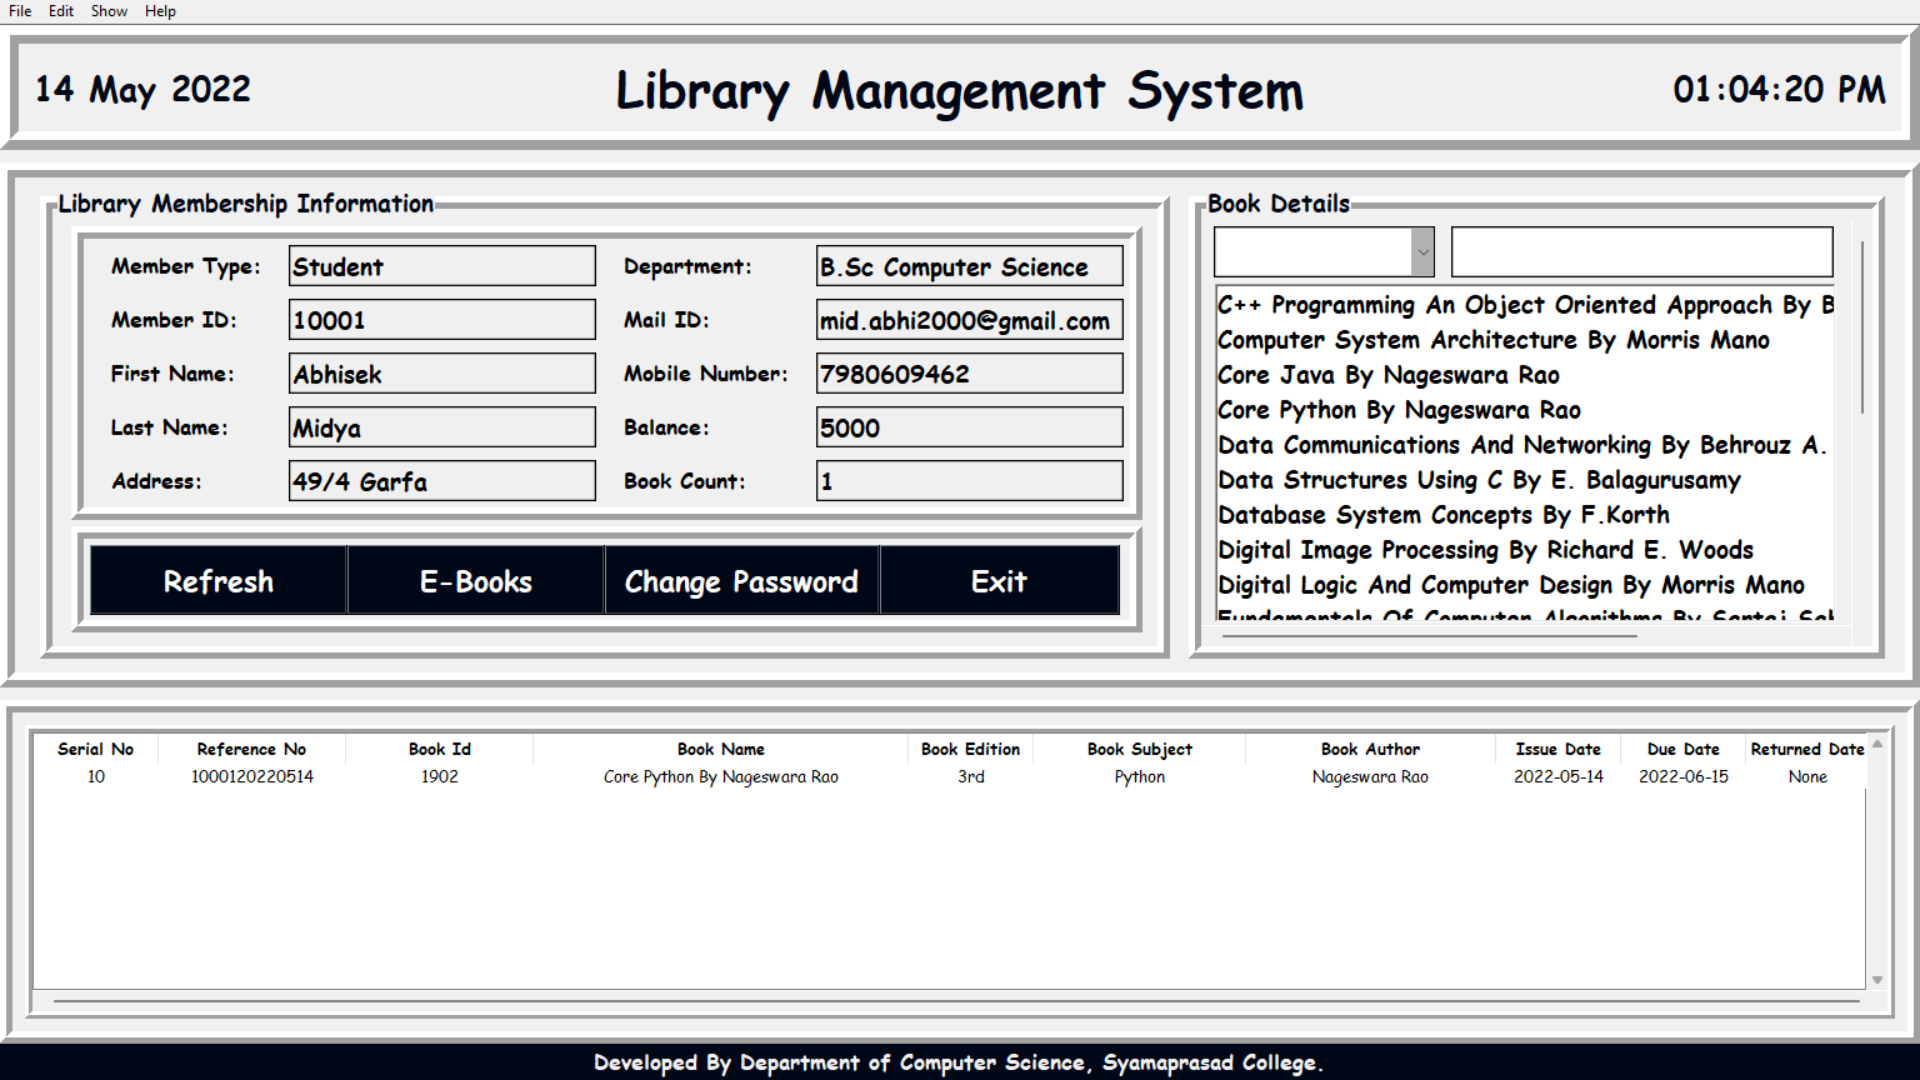 File Edit Show Help
14 May 2022 Library Management System 01:04:20 PM
Library Membership Information
Member Type: Student Department: B.Sc Computer Science
Member ID: 10001 Mail ID: mid.abhi2000@gmail.com
First Name: Abhisek Mobile Number: 7980609462
Last Name: Midya Balance: 5000
Address: 49/4 Garfa Book Count: 1
Refresh E-Books Change Password Exit
Book Details
C++ Programming An Object Oriented Approach By B
Computer System Architecture By Morris Mano
Core Java By Nageswara Rao
Core Python By Nageswara Rao
Data Communications And Networking By Behrouz A.
Data Structures Using C By E. Balagurusamy
Database System Concepts By F.Korth
Digital Image Processing By Richard E. Woods
Digital Logic And Computer Design By Morris Mano
Fundamentals Of Computer Algorithms By Sartaj
Serial No Reference No Book Id Book Name Book Edition Book Subject Book Author Issue Date Due Date Returned Date
10 1000120220514 1902 Core Python By Nageswara Rao 3rd Python Nageswara Rao 2022-05-14 2022-06-15 None
Developed By Department of Computer Science, Syamaprasad College.